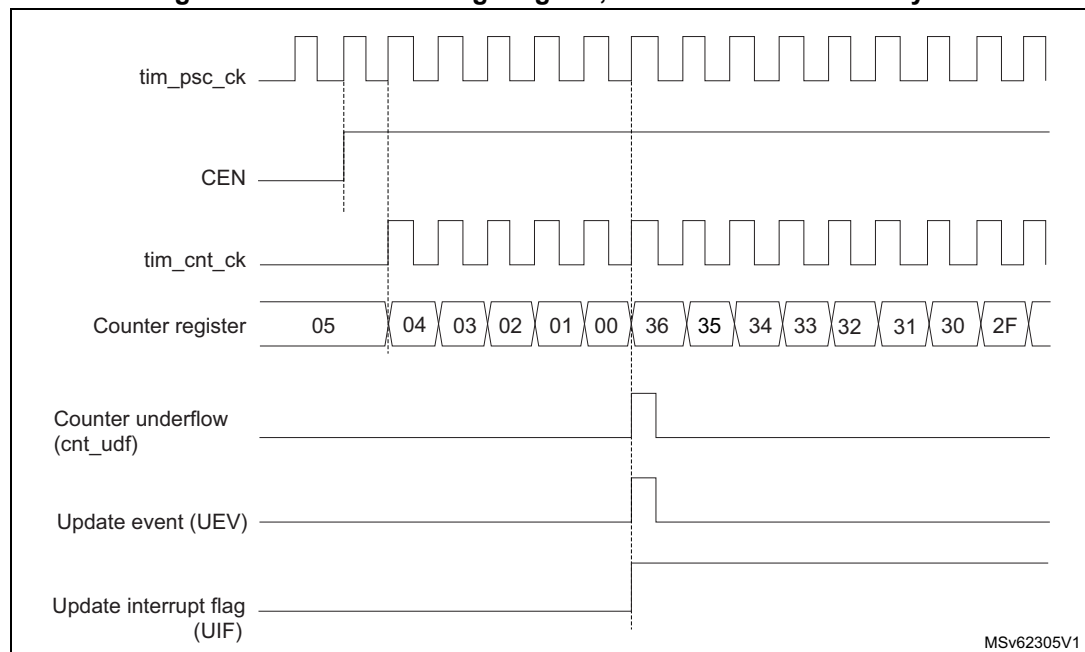 tim_psc_ck
CEN
tim_cnt_ck
Counter register 05 04 03 02 01 00 36 35 34 33 32 31 30 2F
Counter underflow
(cnt_udf)
Update event (UEV)
Update interrupt flag
(UIF)
MSv62305V1